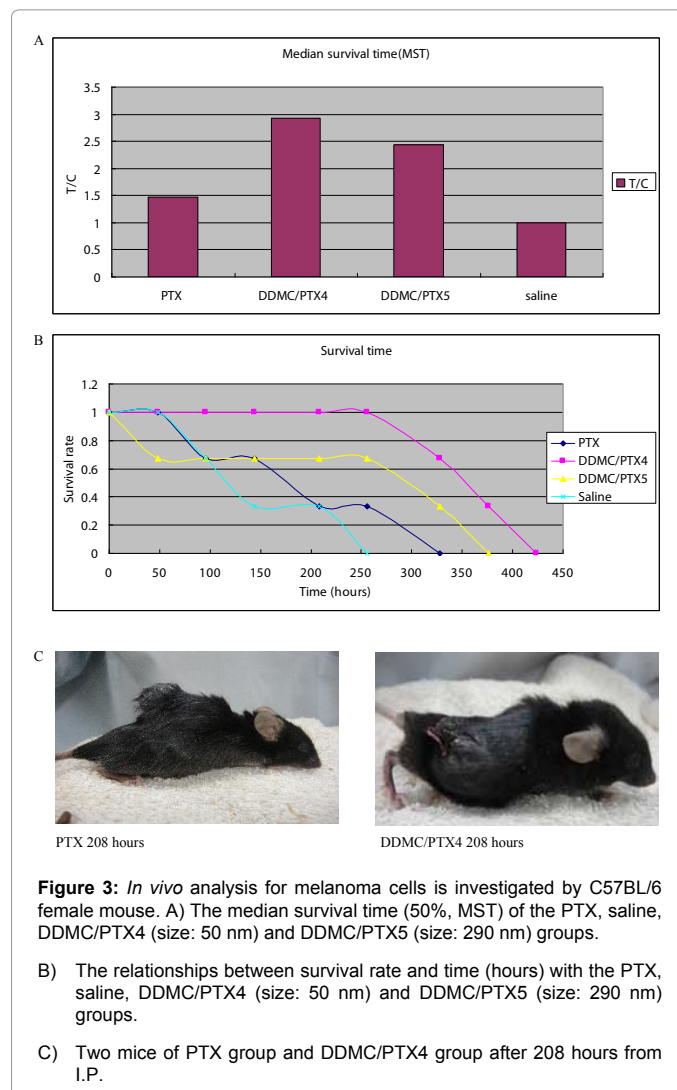 A
Median survival time(MST)
3.5
3
2.5
2
1.5
1
0.5
0
T/C
T/C
PTX
DDMC/PTX4
DDMC/PTX5
saline
B
Survival time
1.2
1
0.8
0.6
0.4
0.2
0
Survival rate
PTX
DDMC/PTX4
DDMC/PTX5
Saline
0 50 100 150 200 250 300 350 400 450
Time (hours)
C
PTX 208 hours
DDMC/PTX4 208 hours
Figure 3: In vivo analysis for melanoma cells is investigated by C57BL/6
female mouse. A) The median survival time (50%, MST) of the PTX, saline,
DDMC/PTX4 (size: 50 nm) and DDMC/PTX5 (size: 290 nm) groups.
B) The relationships between survival rate and time (hours) with the PTX,
saline, DDMC/PTX4 (size: 50 nm) and DDMC/PTX5 (size: 290 nm)
groups.
C) Two mice of PTX group and DDMC/PTX4 group after 208 hours from
I.P.